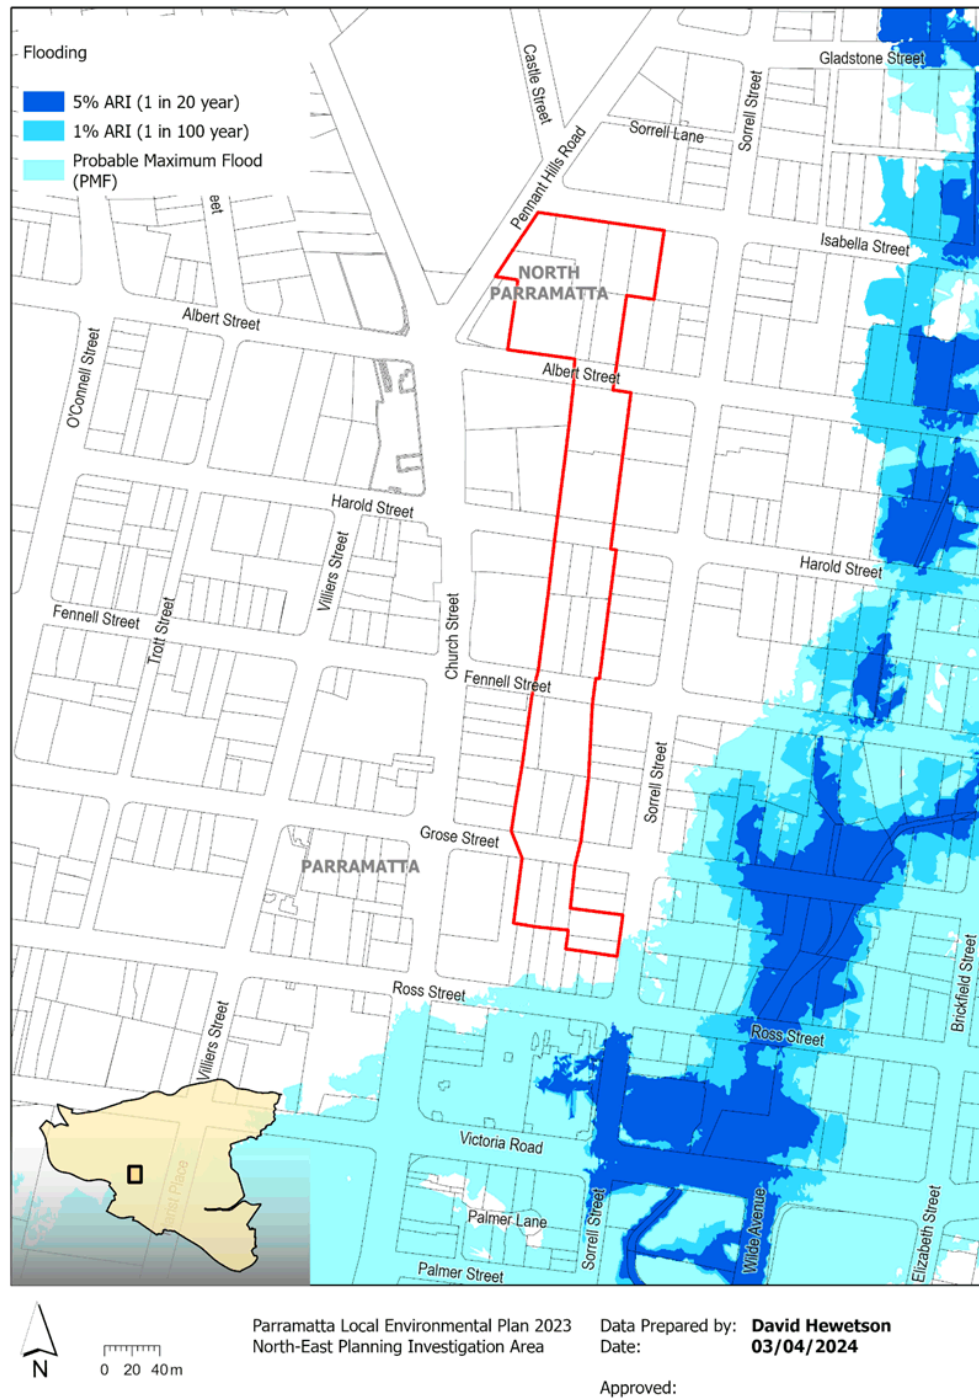 Flooding
5% ARI (1 in 20 year)
1% ARI (1 in 100 year)
Probable Maximum Flood
(PMF)
Castle Street
Gladstone Street
Sorrell Street
Sorrell Lane
Pennant Hills Road
Isabella Street
NORTH
PARRAMATTA
Albert Street
O'Connell Street
Albert Street
Harold Street
Villiers Street
Harold Street
Fennell Street
Trott Street
Church Street
Fennell Street
Sorrell Street
Grose Street
PARRAMATTA
Ross Street
Brickfield Street
Ross Street
Villiers Street
Victoria Road
Place
Palmer Lane
Sorrell Street
Wilde Avenue
Elizabeth Street
Palmer Street
N
0 20 40 m
Parramatta Local Environmental Plan 2023
North-East Planning Investigation Area
Data Prepared by: David Hewetson
Date: 03/04/2024
Approved: